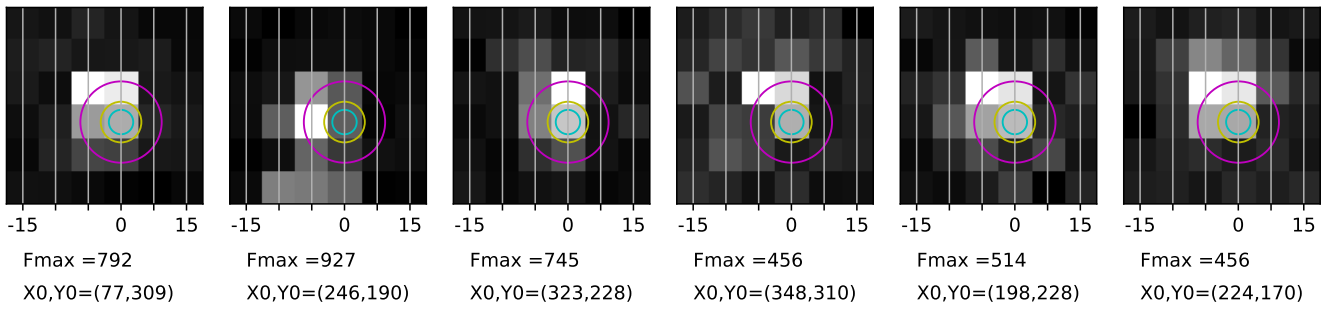 -15 0 15 -15 0 15 -15 0 15 -15 0 15 -15 0 15 -15 0 15
Fmax =792 Fmax =927 Fmax =745 Fmax =456 Fmax =514 Fmax =456
X0,Y0=(77,309) X0,Y0=(246,190) X0,Y0=(323,228) X0,Y0=(348,310) X0,Y0=(198,228) X0,Y0=(224,170)